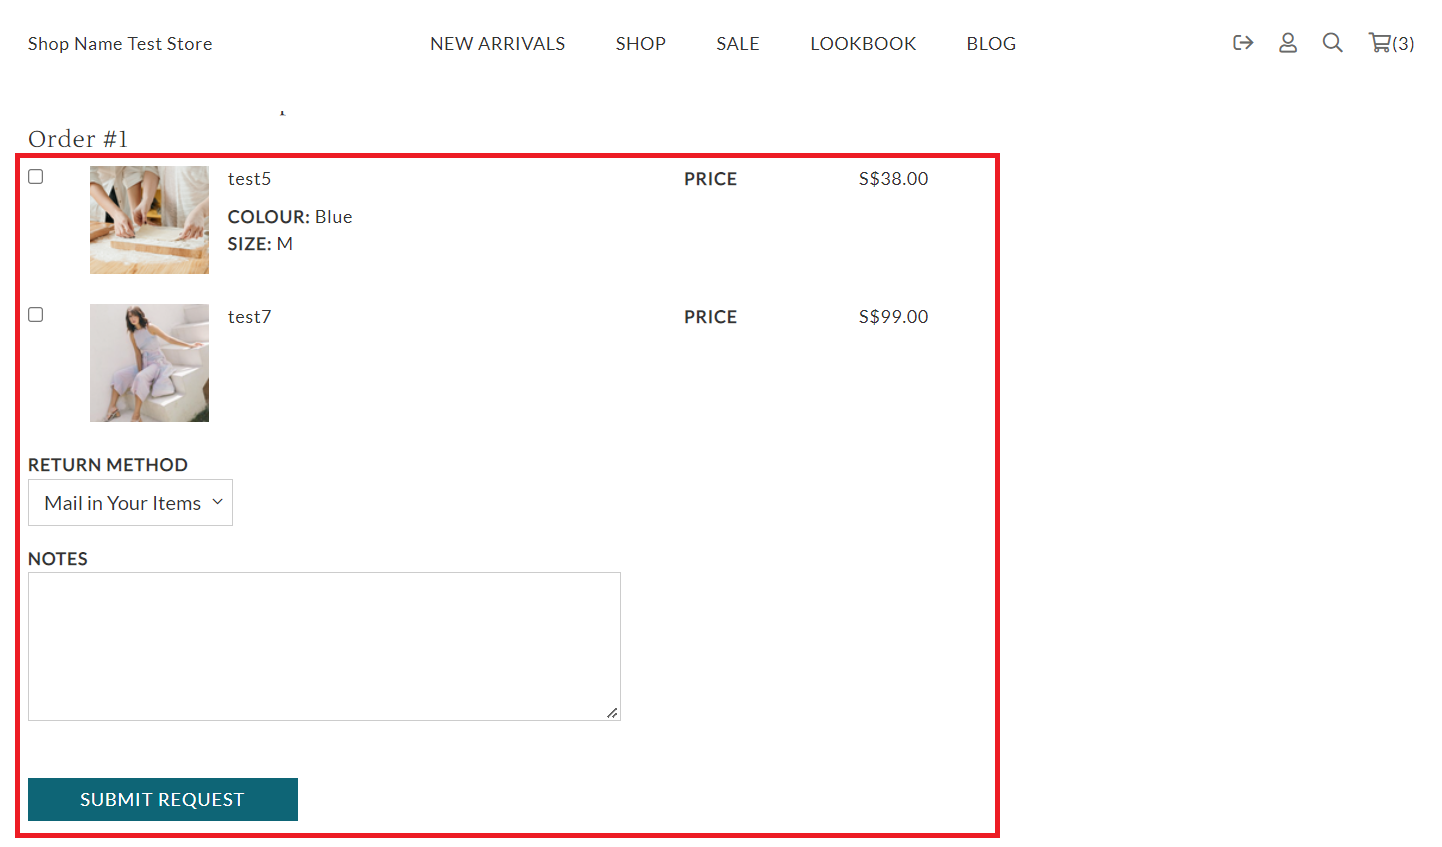 Shop Name Test Store NEW ARRIVALS SHOP SALE LOOKBOOK BLOG (3)
Order #1
test5 PRICE S$38.00
COLOUR: Blue
SIZE: M
test7 PRICE S$99.00
RETURN METHOD
Mail in Your Items
NOTES
SUBMIT REQUEST